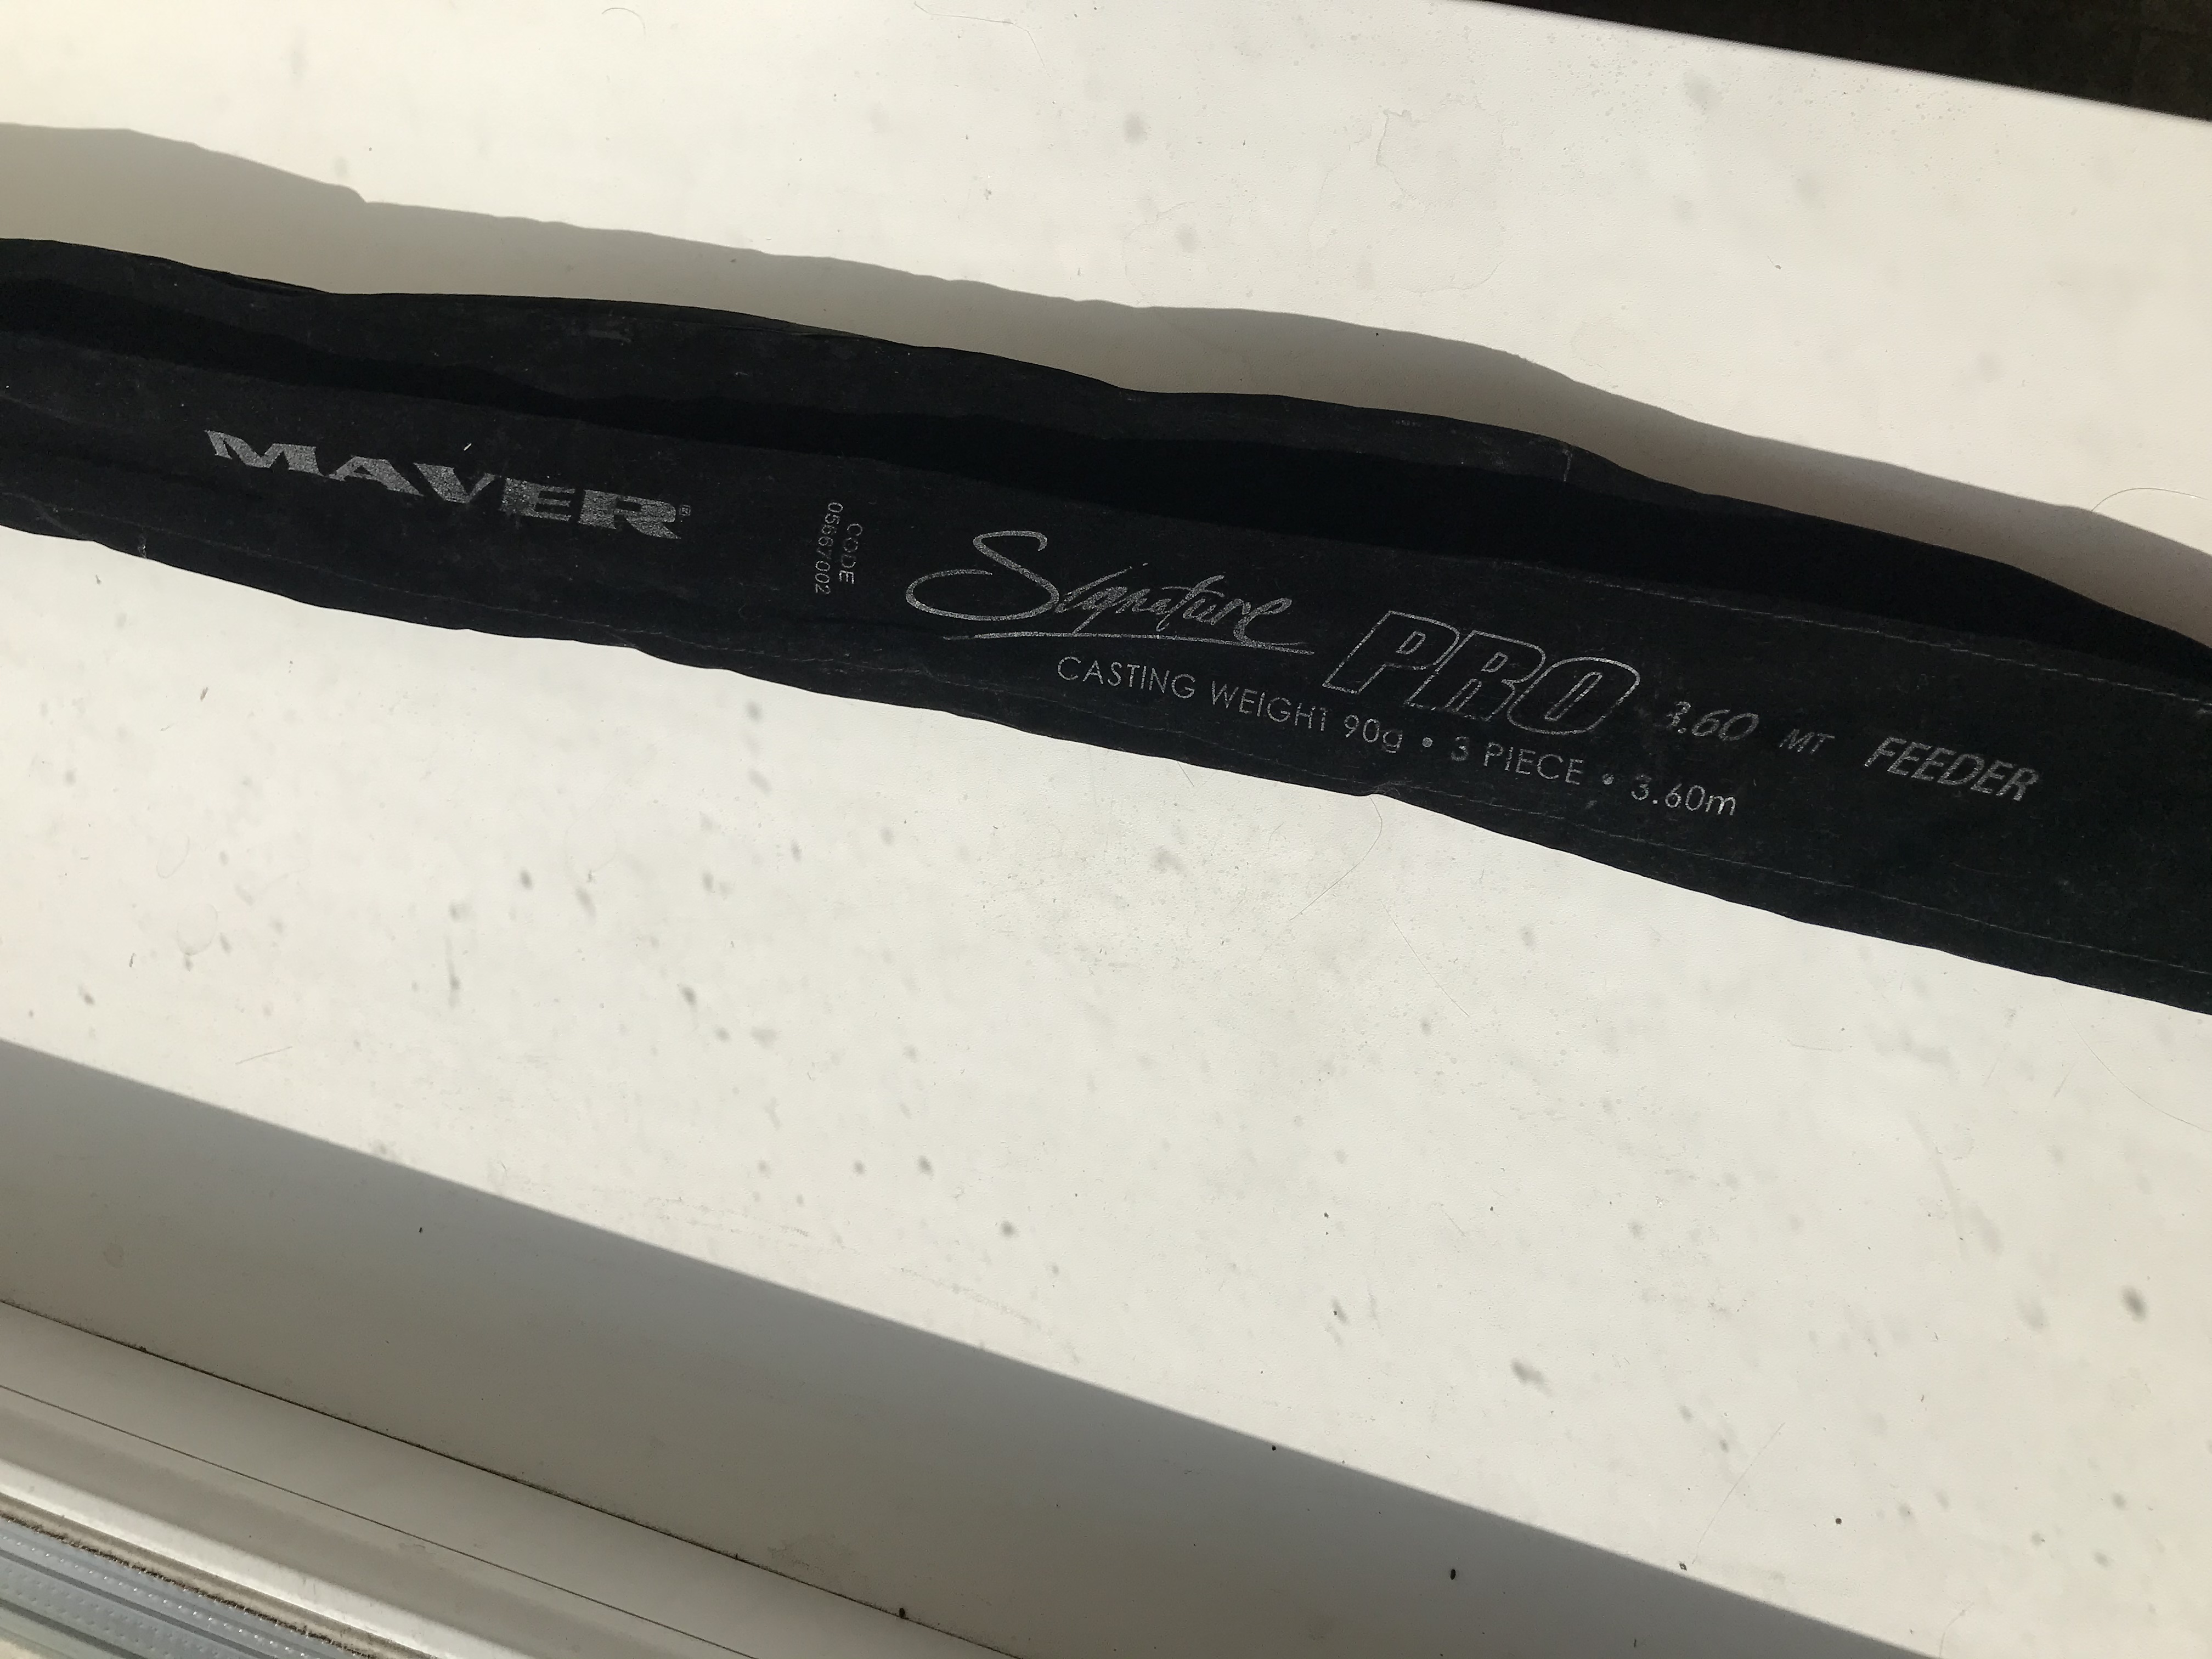 MAVER®
CODE
05667002
Signature PRO 3.60 MT FEEDER
CASTING WEIGHT 90g • 3 PIECE • 3.60m